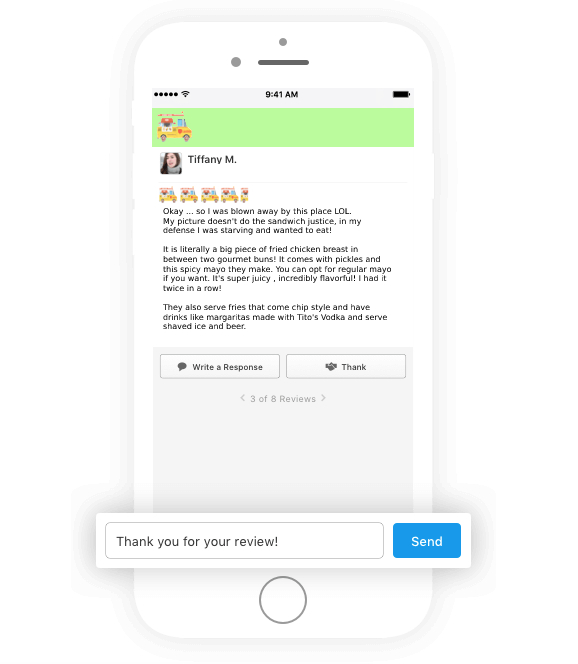 9:41 AM
Tiffany M.
Okay ... so I was blown away by this place LOL.
My picture doesn't do the sandwich justice, in my
defense I was starving and wanted to eat!
It is literally a big piece of fried chicken breast in
between two gourmet buns! It comes with pickles and
this spicy mayo they make. You can opt for regular mayo
if you want. It's super juicy , incredibly flavorful! I had it
twice in a row!
They also serve fries that come chip style and have
drinks like margaritas made with Tito's Vodka and serve
shaved ice and beer.
Write a Response
Thank
3 of 8 Reviews
Thank you for your review!
Send